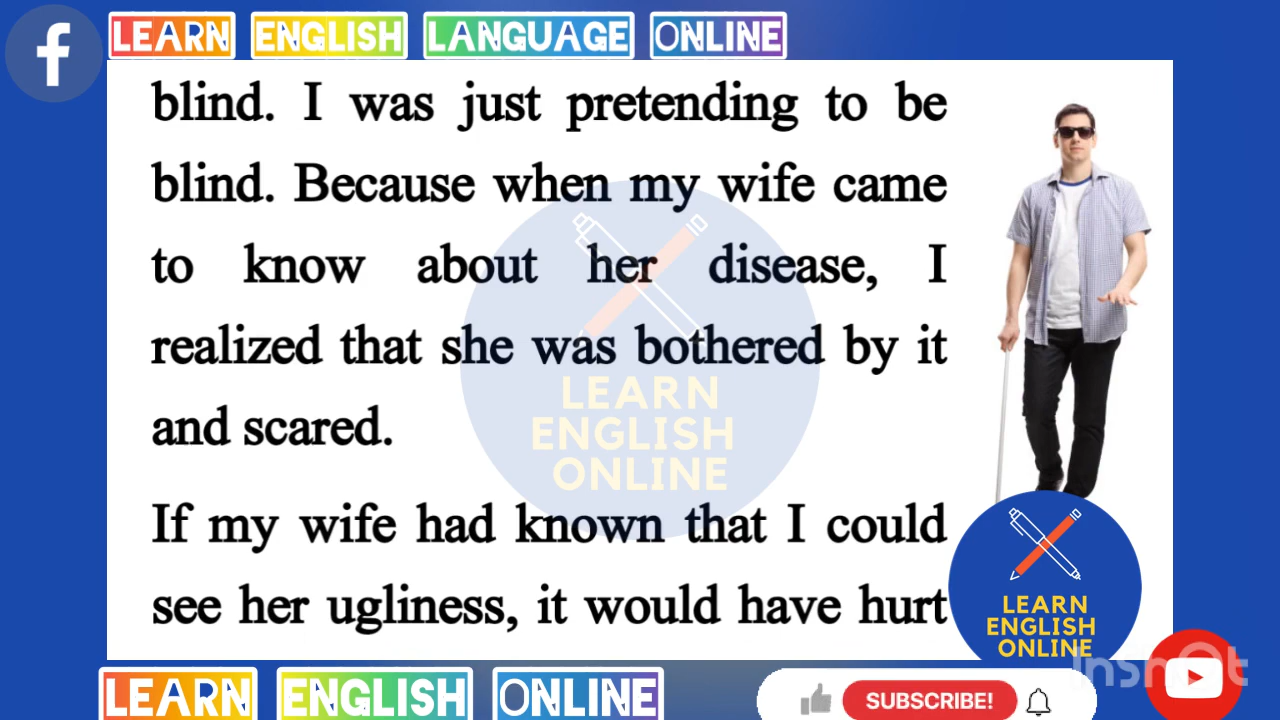 LEARN ENGLISH LANGUAGE ONLINE
blind. I was just pretending to be
blind. Because when my wife came
to know about her disease, I
realized that she was bothered by it
and scared.
If my wife had known that I could
see her ugliness, it would have hurt
LEARN
ENGLISH
ONLINE
LEARN
ENGLISH
ONLINE
InShOt
LEARN ENGLISH ONLINE
SUBSCRIBE!